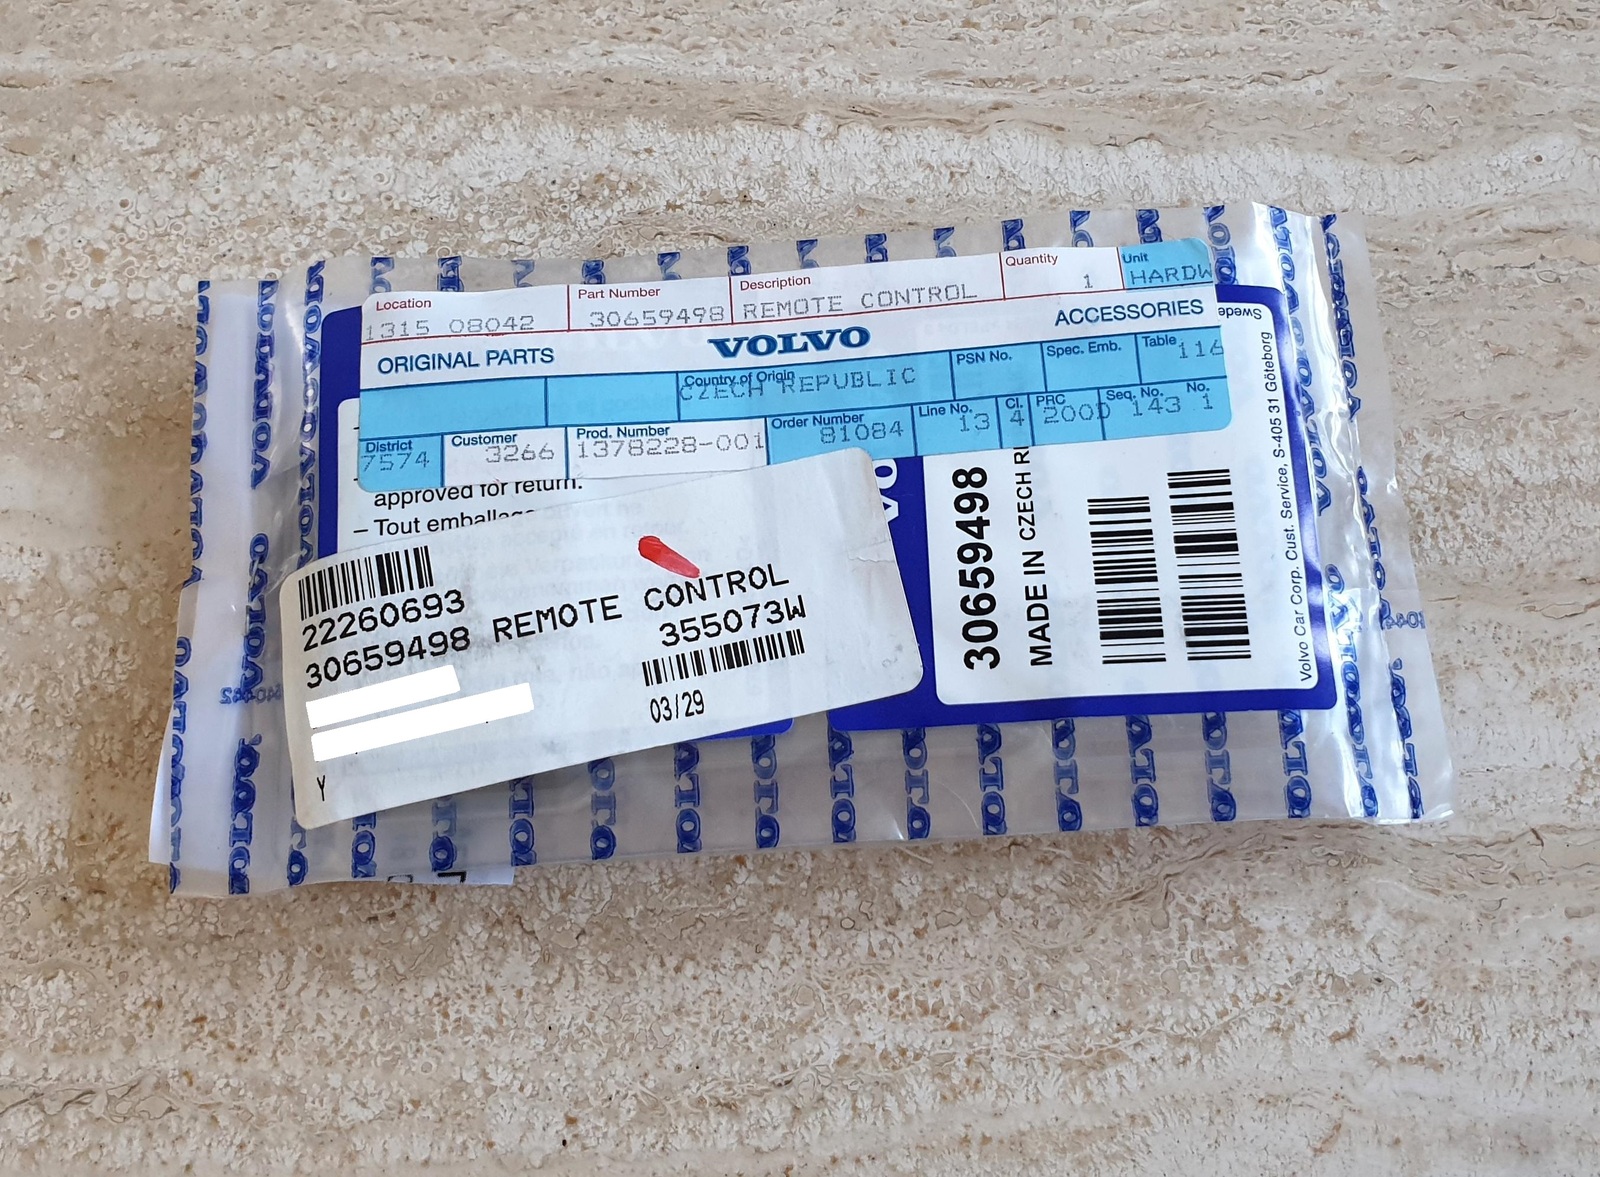 Location
1315 08042
Part Number
30659498
Description
REMOTE CONTROL
Quantity
1
Unit
HARDW
ORIGINAL PARTS
VOLVO
ACCESSORIES
Country of Origin
CZECH REPUBLIC
PSN No.
Spec. Emb.
Table
116
District
7574
Customer
3266
Prod. Number
1378228-001
Order Number
81084
Line No.
13
Cl.
4
PRC
200D
Seq. No.
143
No.
1
approved for return.
– Tout emballage
22260693
30659498 REMOTE CONTROL
355073W
03/29
Y
30659498
MADE IN CZECH R
Volvo Car Corp. Cust. Service, S-405 31 Göteborg
Swede